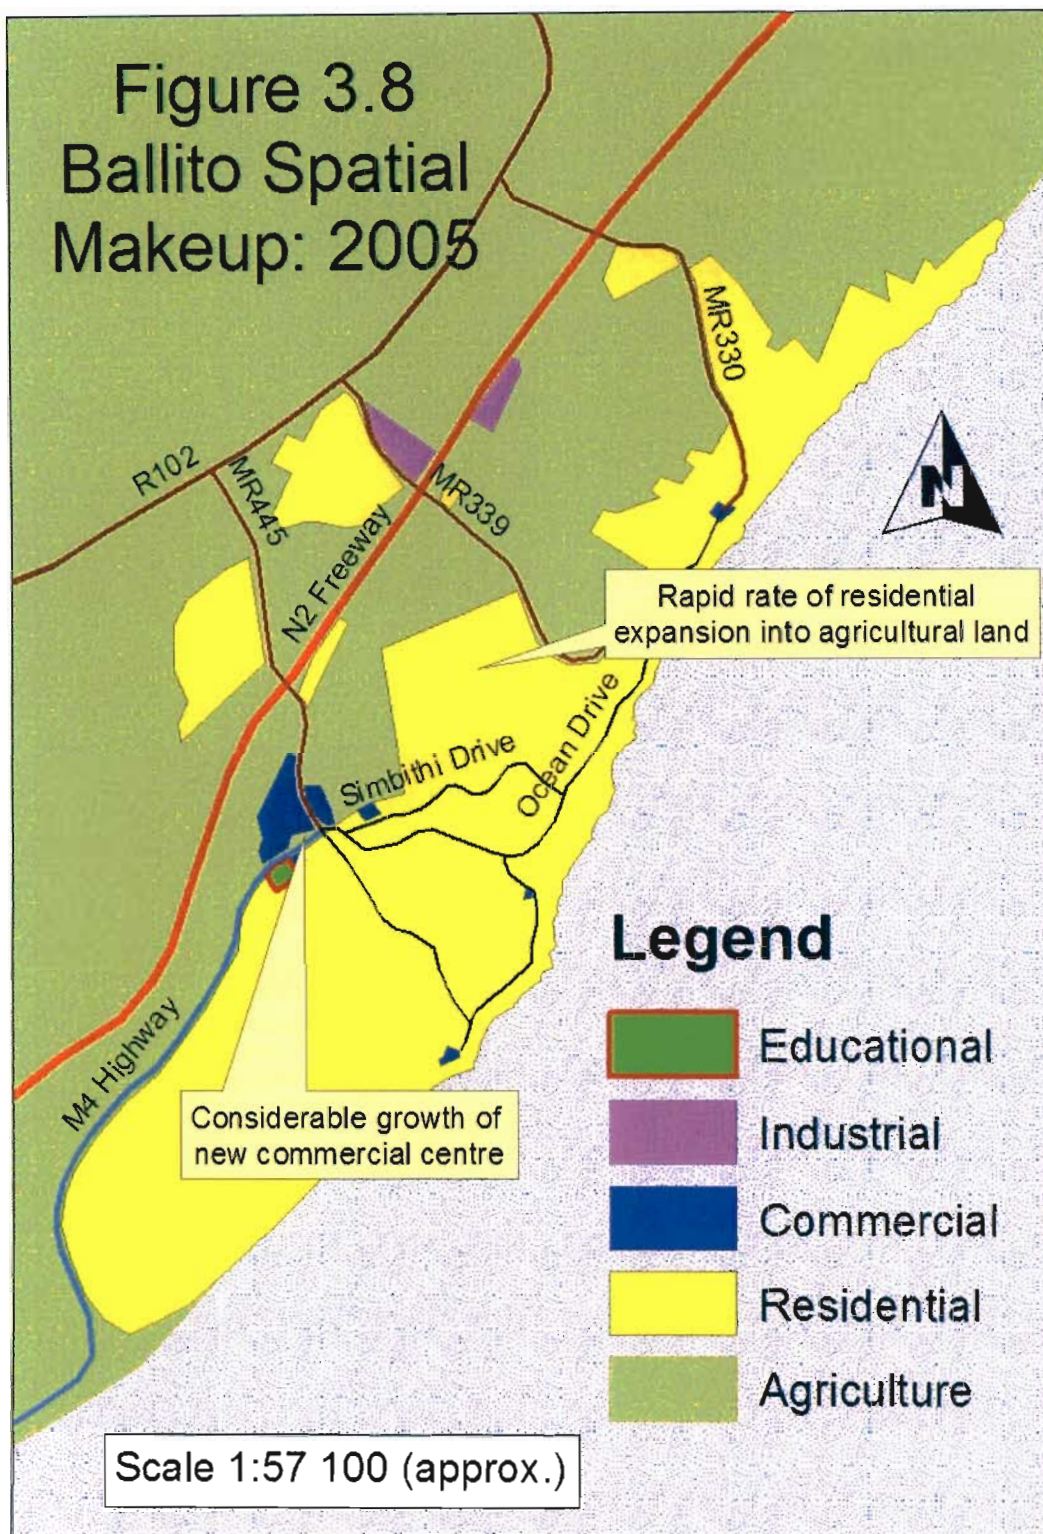 Figure 3.8
Ballito Spatial
Makeup: 2005
MR330
R102
MR445
MR339
N2 Freeway
N
Rapid rate of residential
expansion into agricultural land
Simbithi Drive
Ocean Drive
M4 Highway
Considerable growth of
new commercial centre
Legend
Educational
Industrial
Commercial
Residential
Agriculture
Scale 1:57 100 (approx.)